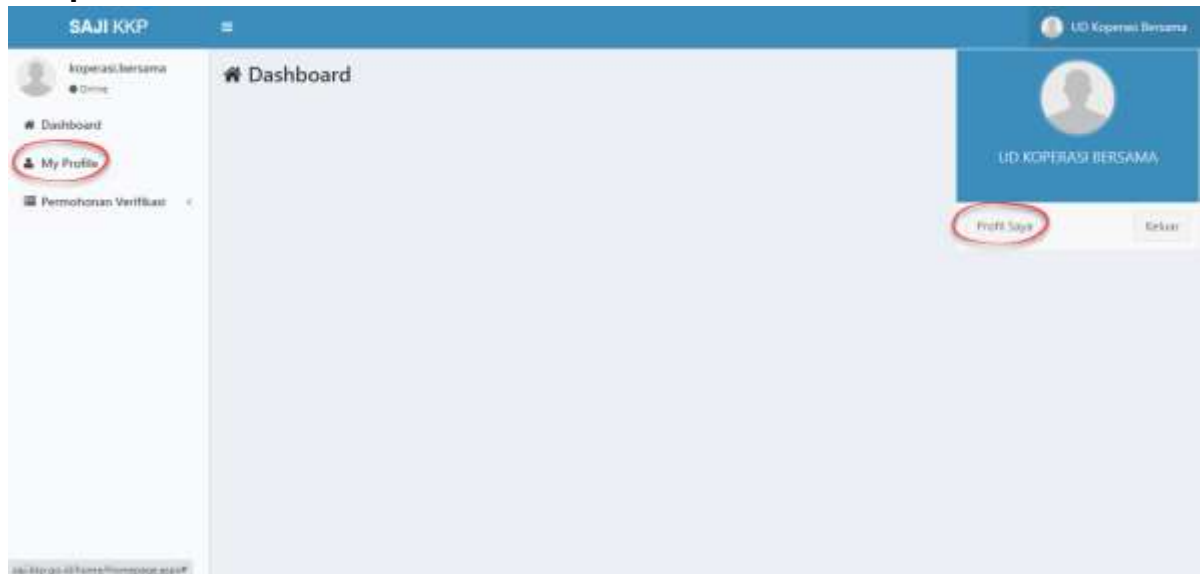 SAJI KKP
UD Koperasi Bersama
koperasi.bersama
Online
Dashboard
Dashboard
My Profile
Permohonan Verifikasi
UD KOPERASI BERSAMA
Profil Saya
Keluar